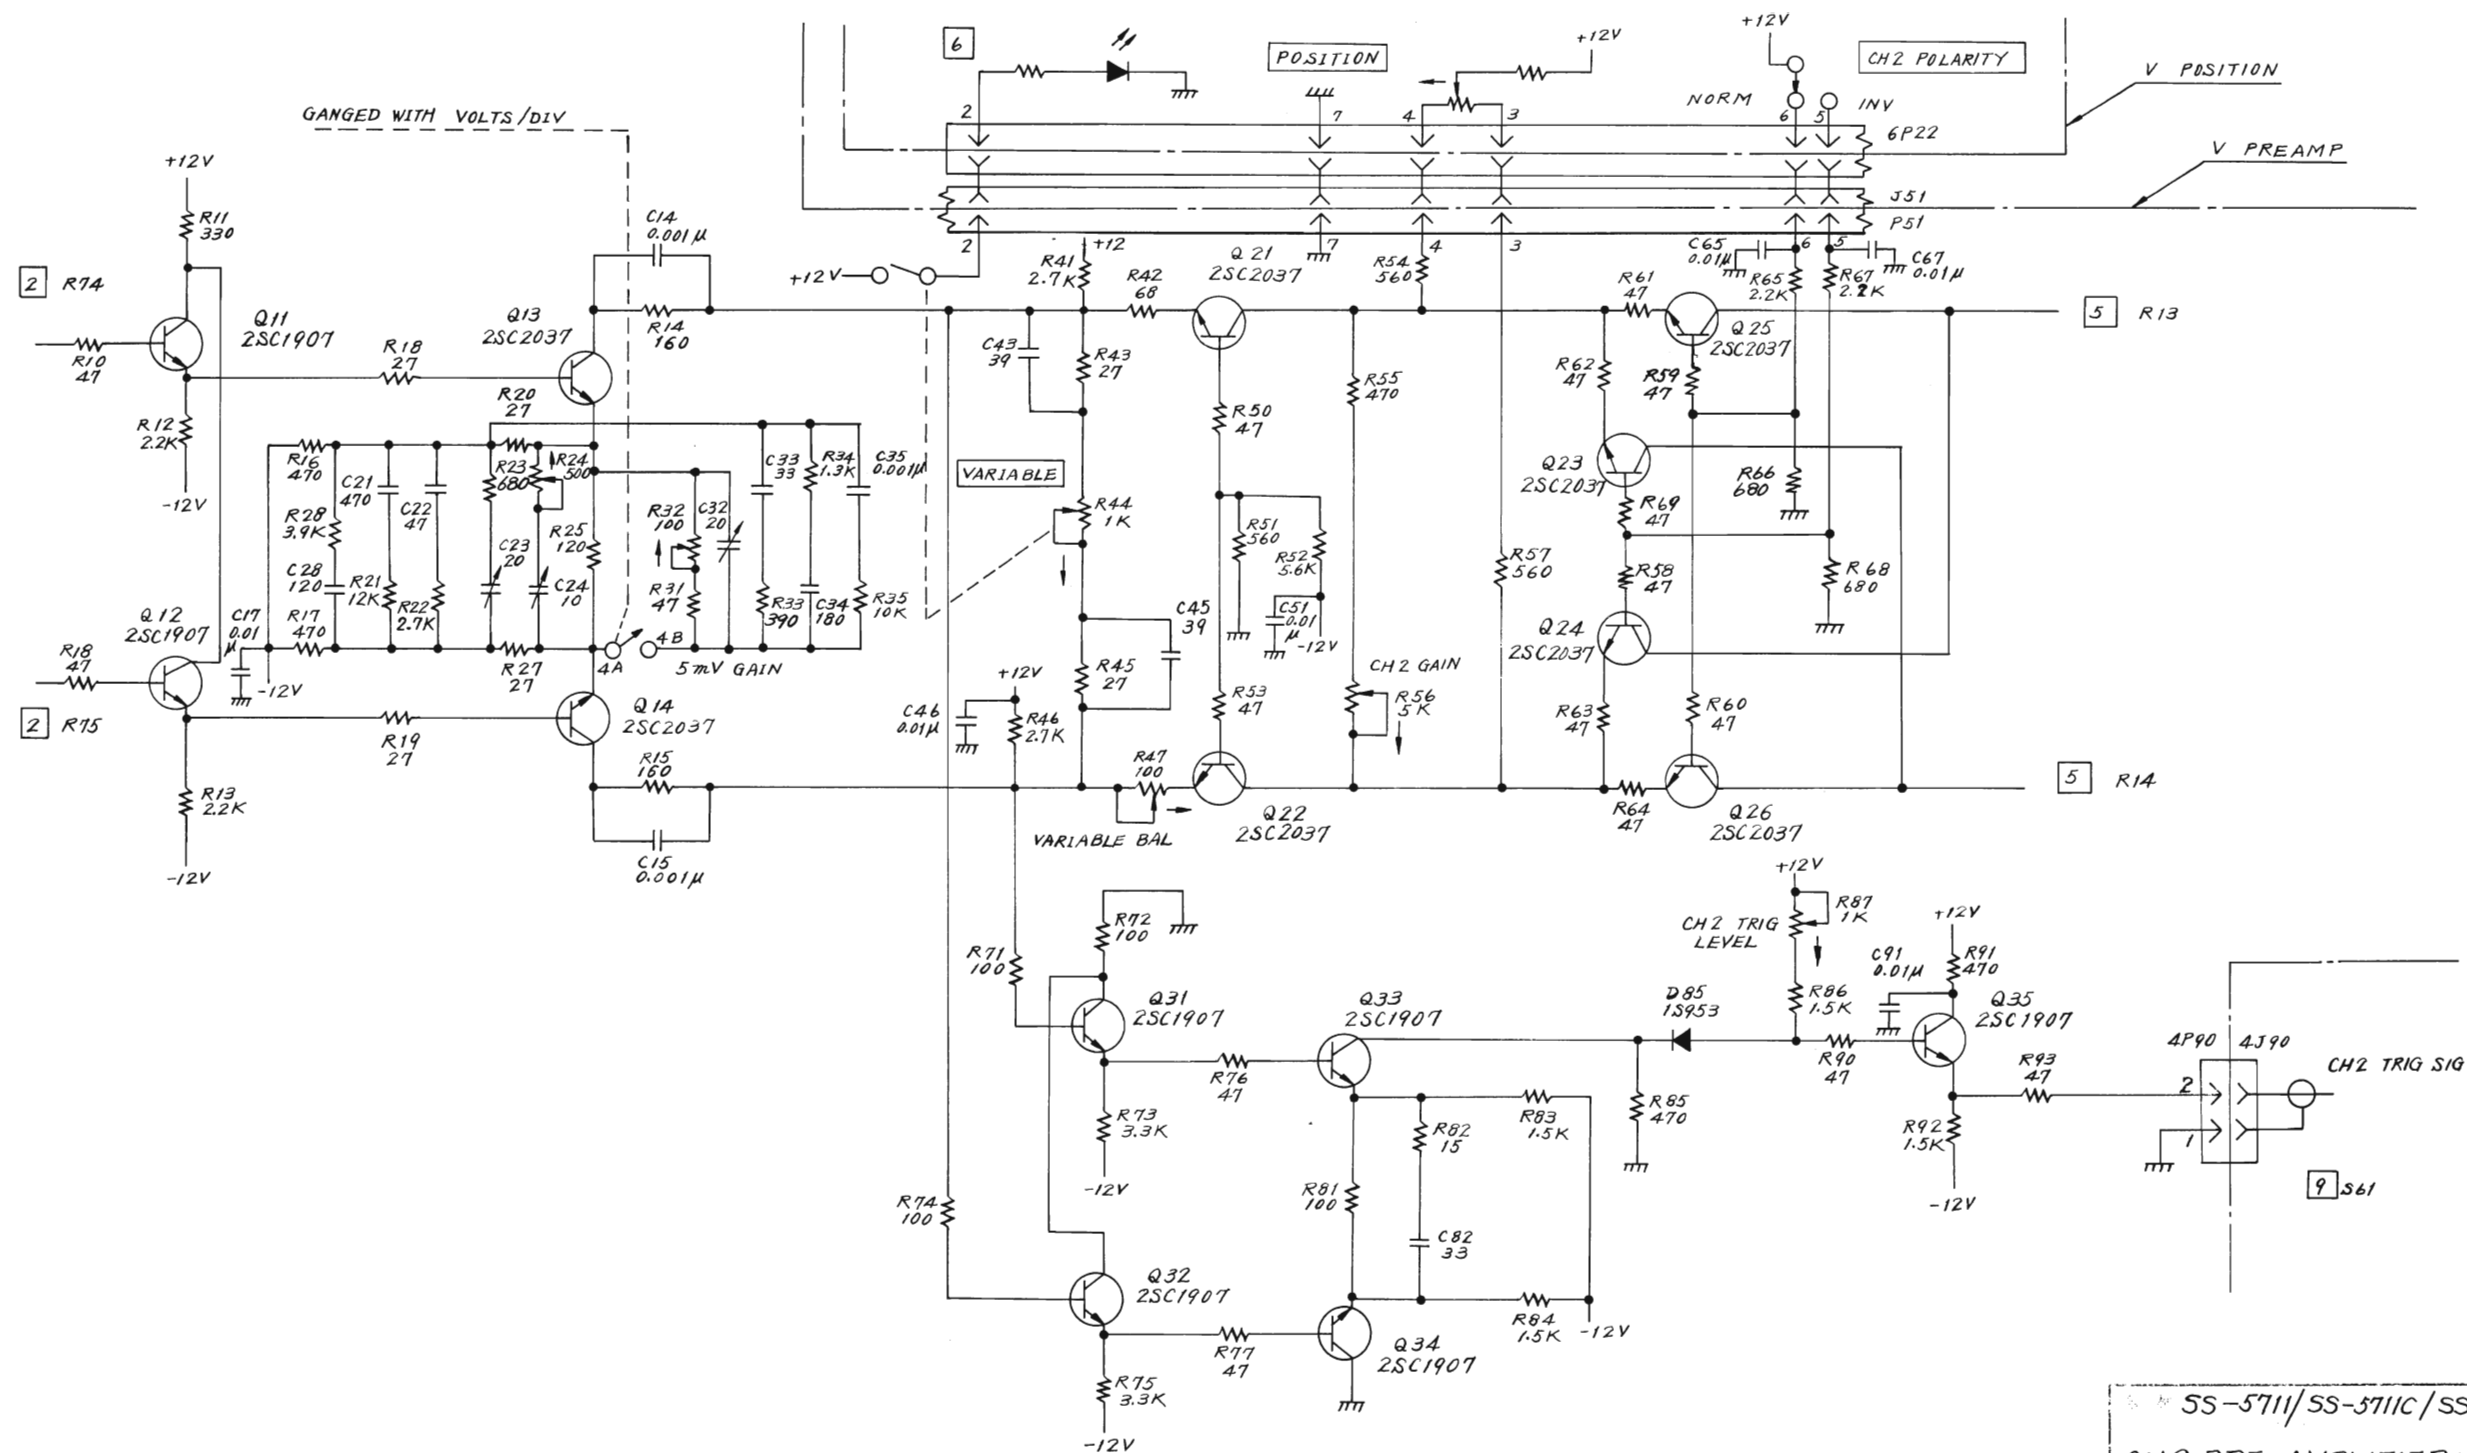 6
POSITION
+12V
+12V
CH2 POLARITY
V POSITION
GANGED WITH VOLTS/DIV
2
7
4
3
NORM
6
5
INV
6P22
V PREAMP
+12V
R11
330
C14
0.001µ
J51
P51
2
+12
7
4
3
6
5
C65
0.01µ
C67
0.01µ
2
R74
+12V
R41
2.7K
R42
68
Q21
2SC2037
R54
560
R61
47
R65
2.2K
R67
2.2K
Q11
2SC1907
Q13
2SC2037
R14
160
5
R13
R10
47
R18
27
C43
39
R43
27
R55
470
R62
47
R59
47
Q25
2SC2037
R12
2.2K
R20
27
R50
47
-12V
R16
470
C21
470
C22
47
R23
680
R24
500
C33
33
R34
1.3K
C35
0.001µ
VARIABLE
Q23
2SC2037
R66
680
R28
3.9K
R25
120
R32
100
C32
20
R44
1K
R51
560
R52
5.6K
R69
47
C28
120
R21
12K
R22
2.7K
C23
20
C24
10
R31
47
R33
390
C34
180
R35
10K
R57
560
R58
47
R68
680
Q12
2SC1907
C17
0.01
µ
R17
470
C45
39
C51
0.01
µ
-12V
Q24
2SC2037
R18
47
-12V
R27
27
4A
4B
5mV GAIN
R45
27
CH2 GAIN
2
R75
+12V
R53
47
R56
5K
R63
47
R60
47
R19
27
Q14
2SC2037
C46
0.01µ
R46
2.7K
R13
2.2K
R15
160
R47
100
Q22
2SC2037
R64
47
Q26
2SC2037
5
R14
VARIABLE BAL
-12V
C15
0.001µ
+12V
R72
100
CH2 TRIG
LEVEL
R87
1K
+12V
R71
100
C91
0.01µ
R91
470
Q31
2SC1907
Q33
2SC1907
D85
1S953
R86
1.5K
Q35
2SC1907
4P90
4J90
R76
47
R90
47
R93
47
CH2 TRIG SIG
2
R73
3.3K
R82
15
R83
1.5K
R85
470
R92
1.5K
1
-12V
R74
100
R81
100
-12V
9
S61
C82
33
Q32
2SC1907
R84
1.5K
-12V
R77
47
Q34
2SC1907
R75
3.3K
SS-5711/SS-5711C/SS
-12V